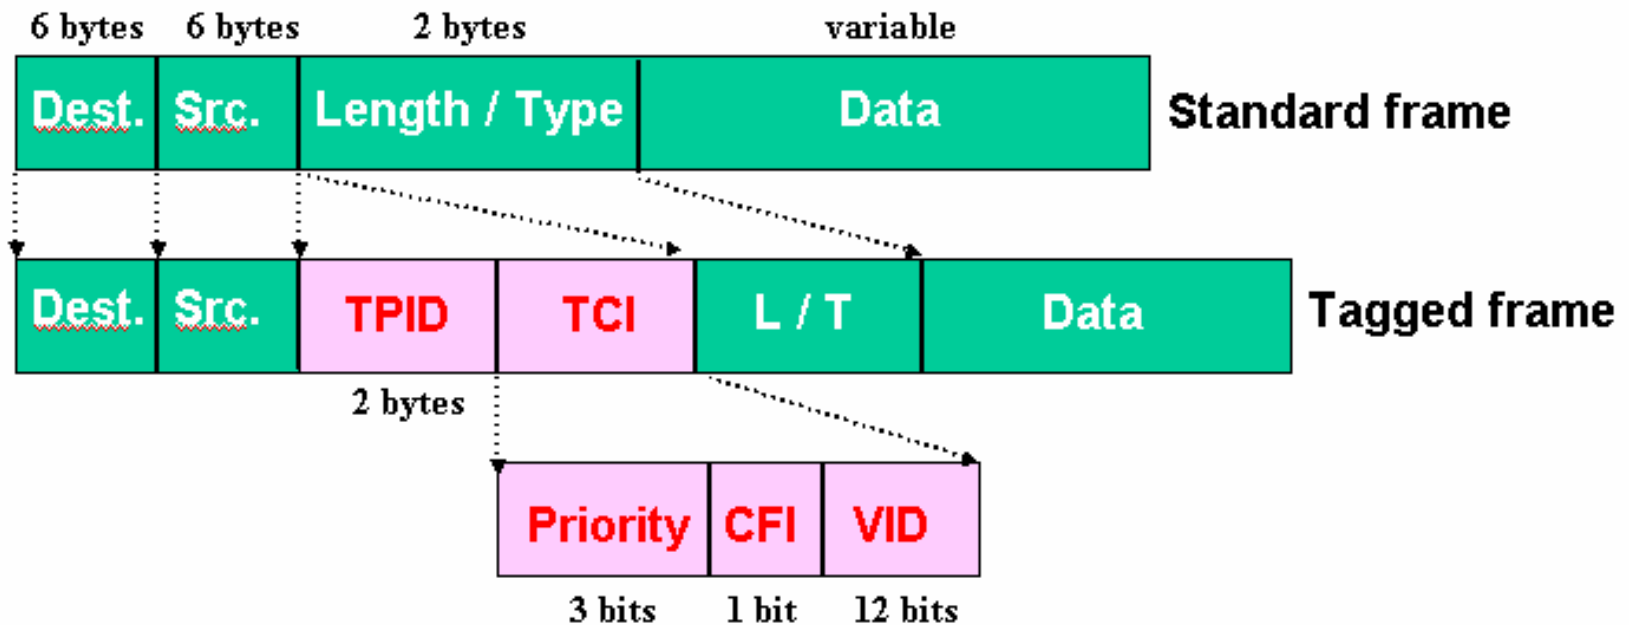 6 bytes 6 bytes 2 bytes variable
Dest. Src. Length / Type Data Standard frame
Dest. Src. TPID TCI L / T Data Tagged frame
2 bytes
Priority CFI VID
3 bits 1 bit 12 bits